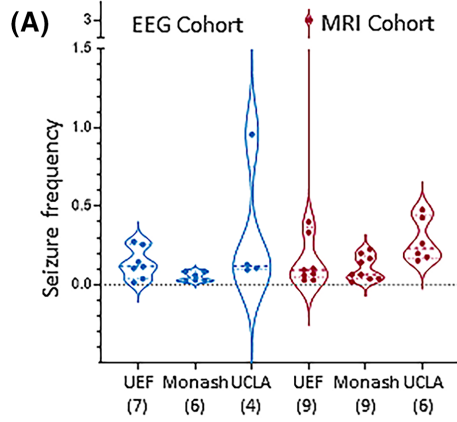 (A)
EEG Cohort
MRI Cohort
3
1.5
1.0
0.5
0.0
Seizure frequency
UEF Monash UCLA UEF Monash UCLA
(7) (6) (4) (9) (9) (6)